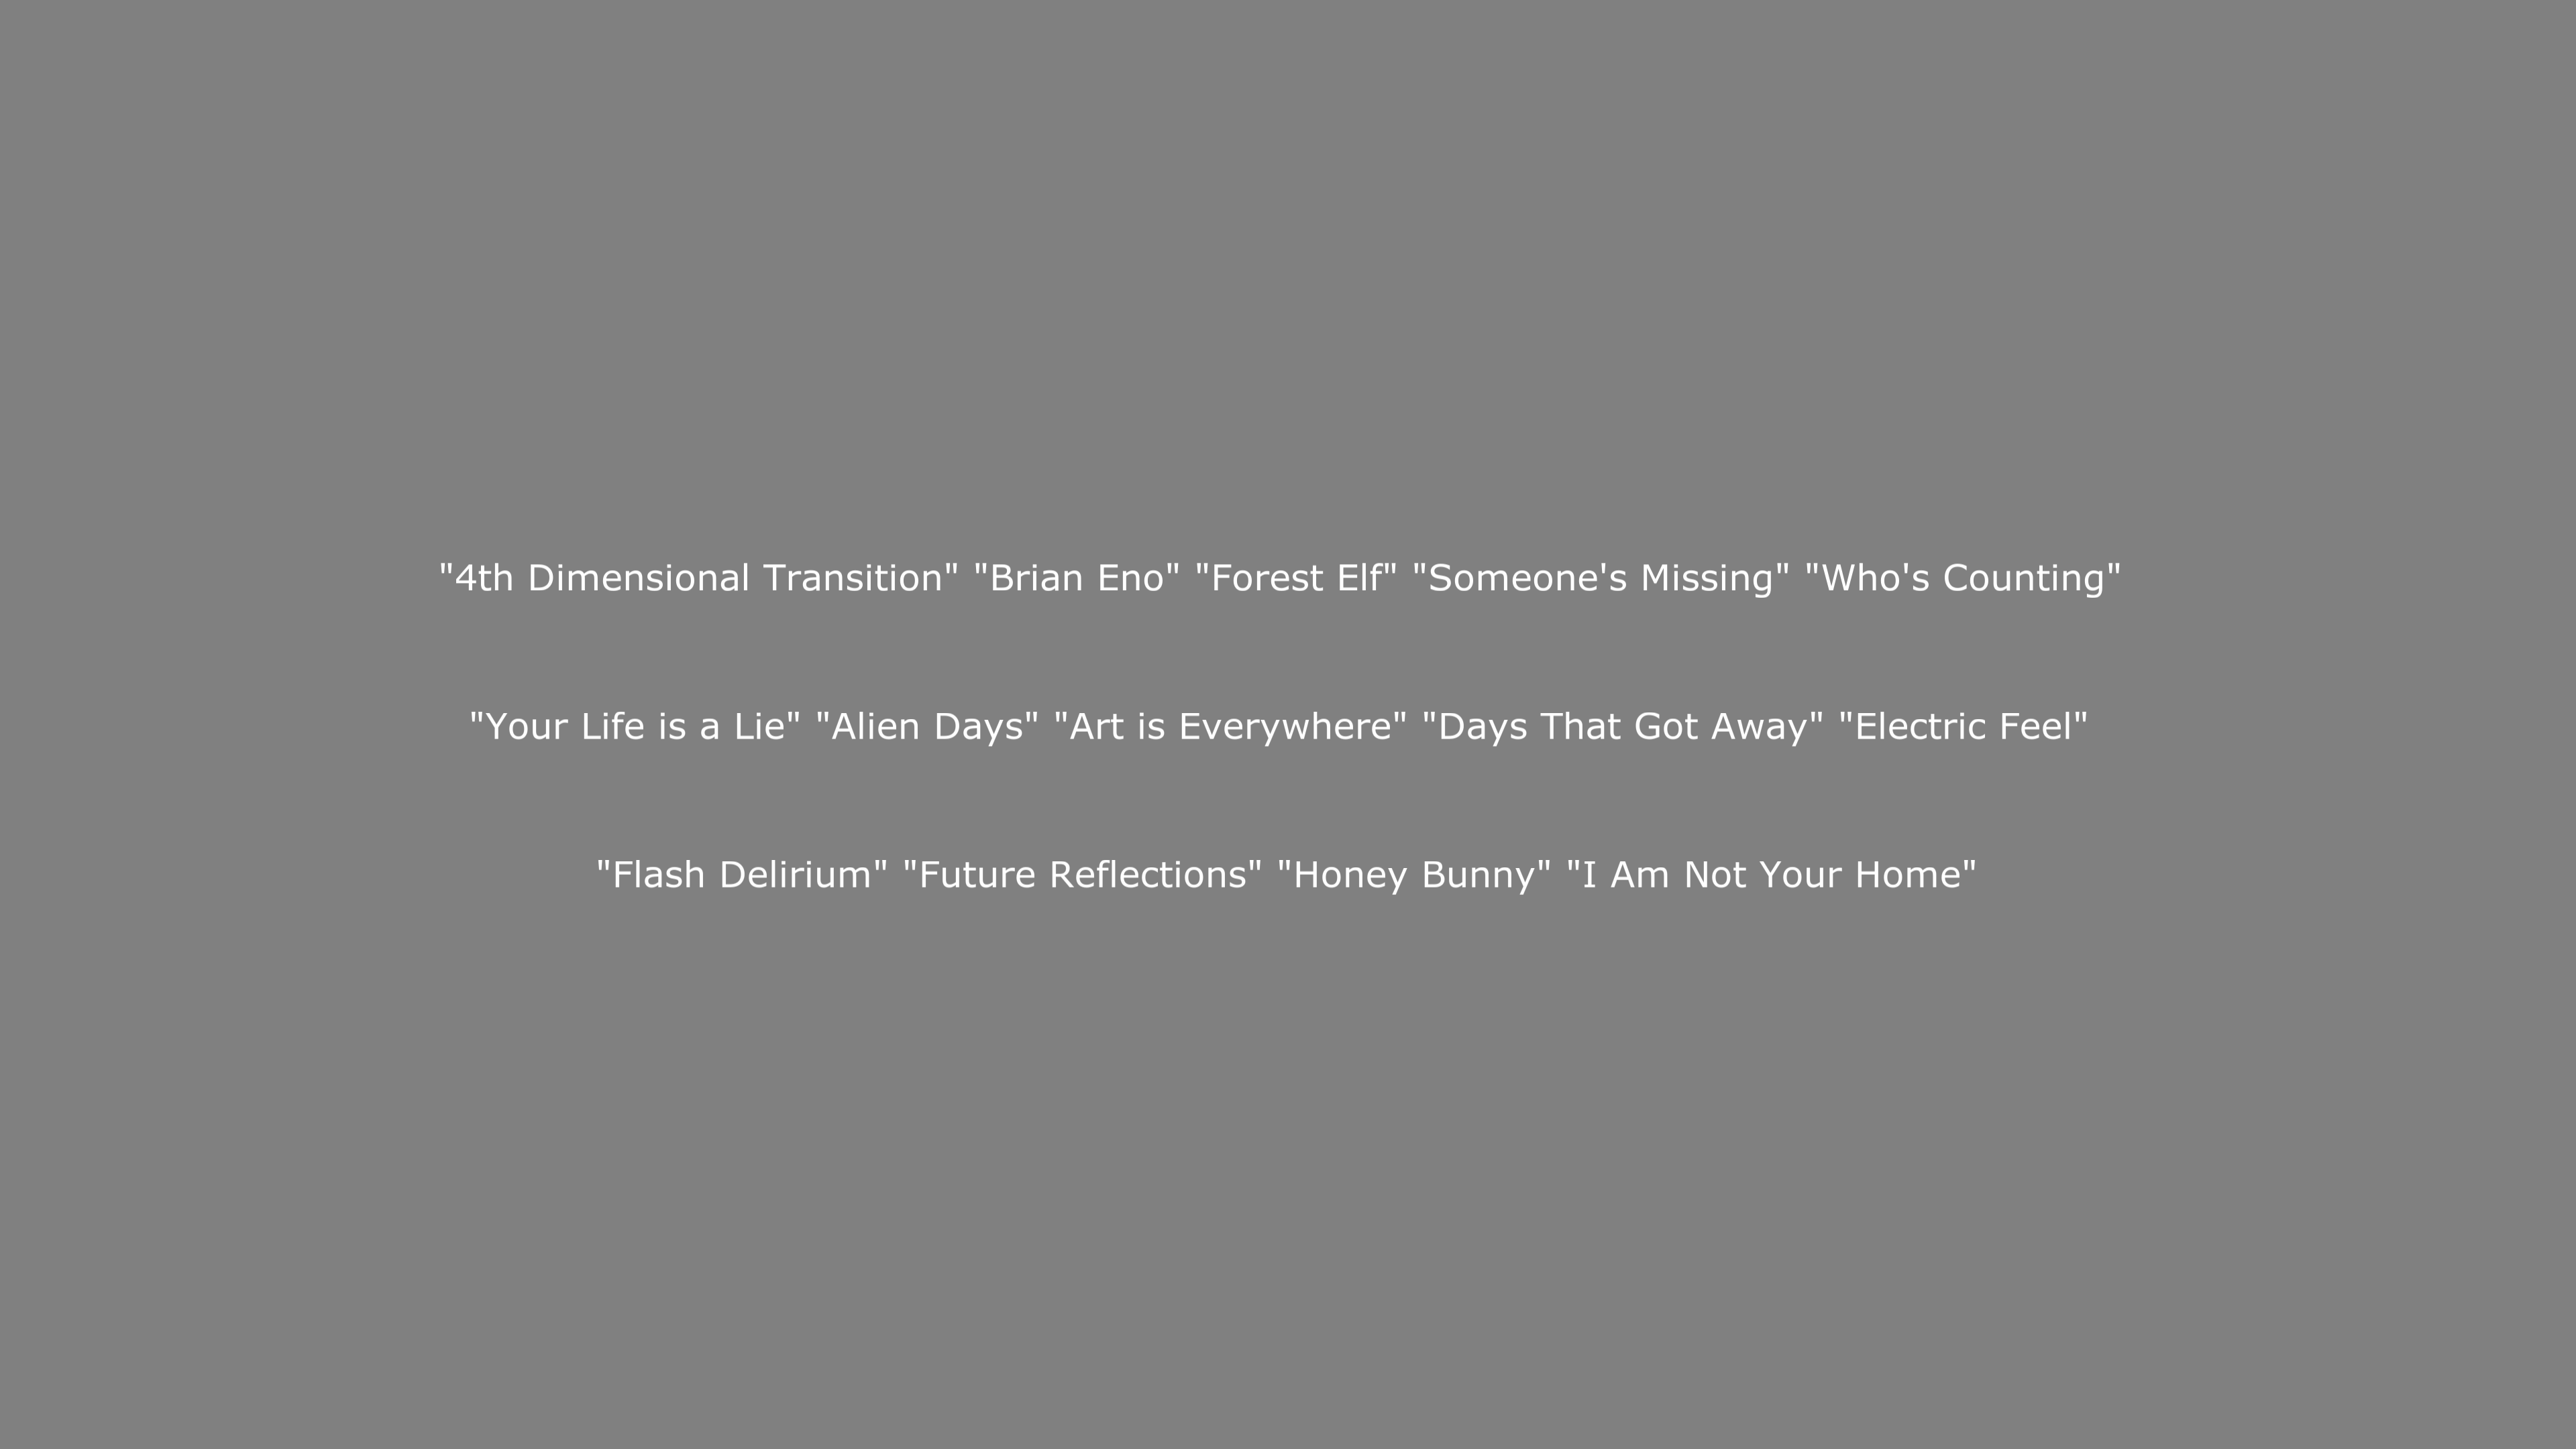 "4th Dimensional Transition" "Brian Eno" "Forest Elf" "Someone's Missing" "Who's Counting"
"Your Life is a Lie" "Alien Days" "Art is Everywhere" "Days That Got Away" "Electric Feel"
"Flash Delirium" "Future Reflections" "Honey Bunny" "I Am Not Your Home"